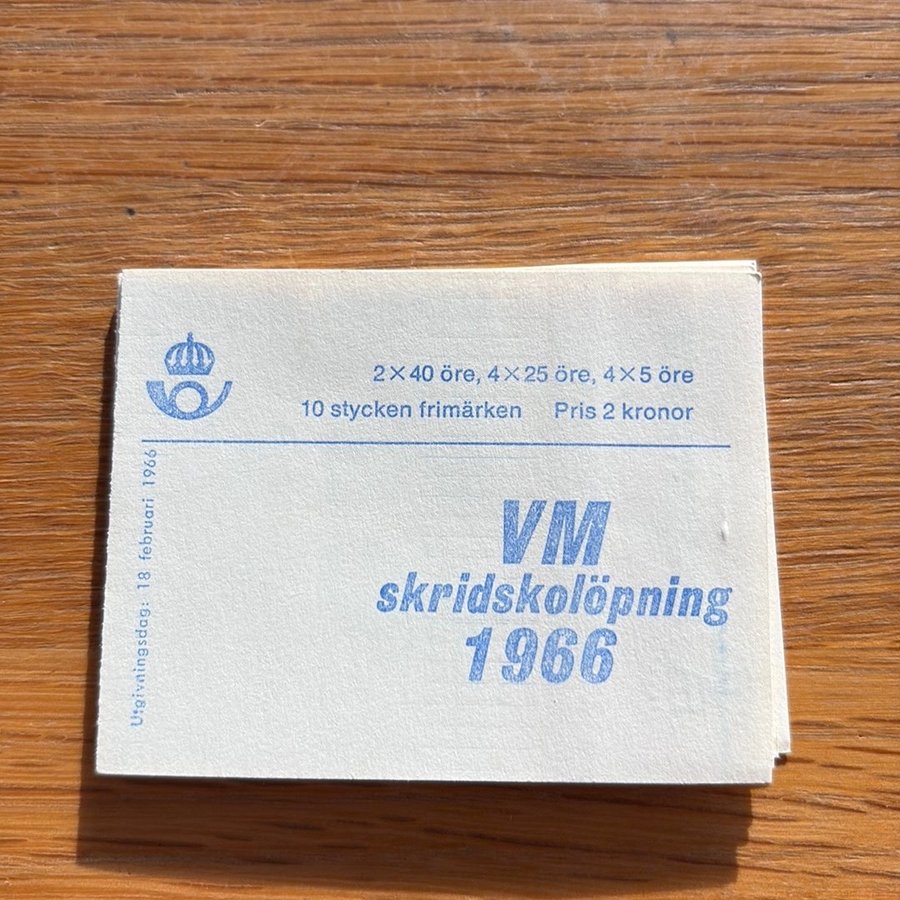 2×40 öre, 4×25 öre, 4×5 öre
10 stycken frimärken Pris 2 kronor
Utgivningsdag: 18 februari 1966
VM
skridskolöpning
1966